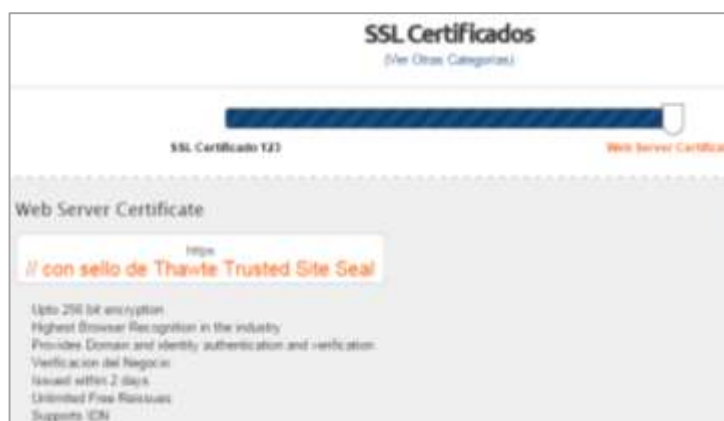 SSL Certificados
(Ver Otras Categorias)
SSL Certificado 123
Web Server Certifica
Web Server Certificate
https
// con sello de Thawte Trusted Site Seal
Upto 256 bit encryption
Highest Browser Recognition in the industry
Provides Domain and identity authentication and verification
Verificacion del Negocio
Issued within 2 days
Unlimited Free Reissues
Supports IDN